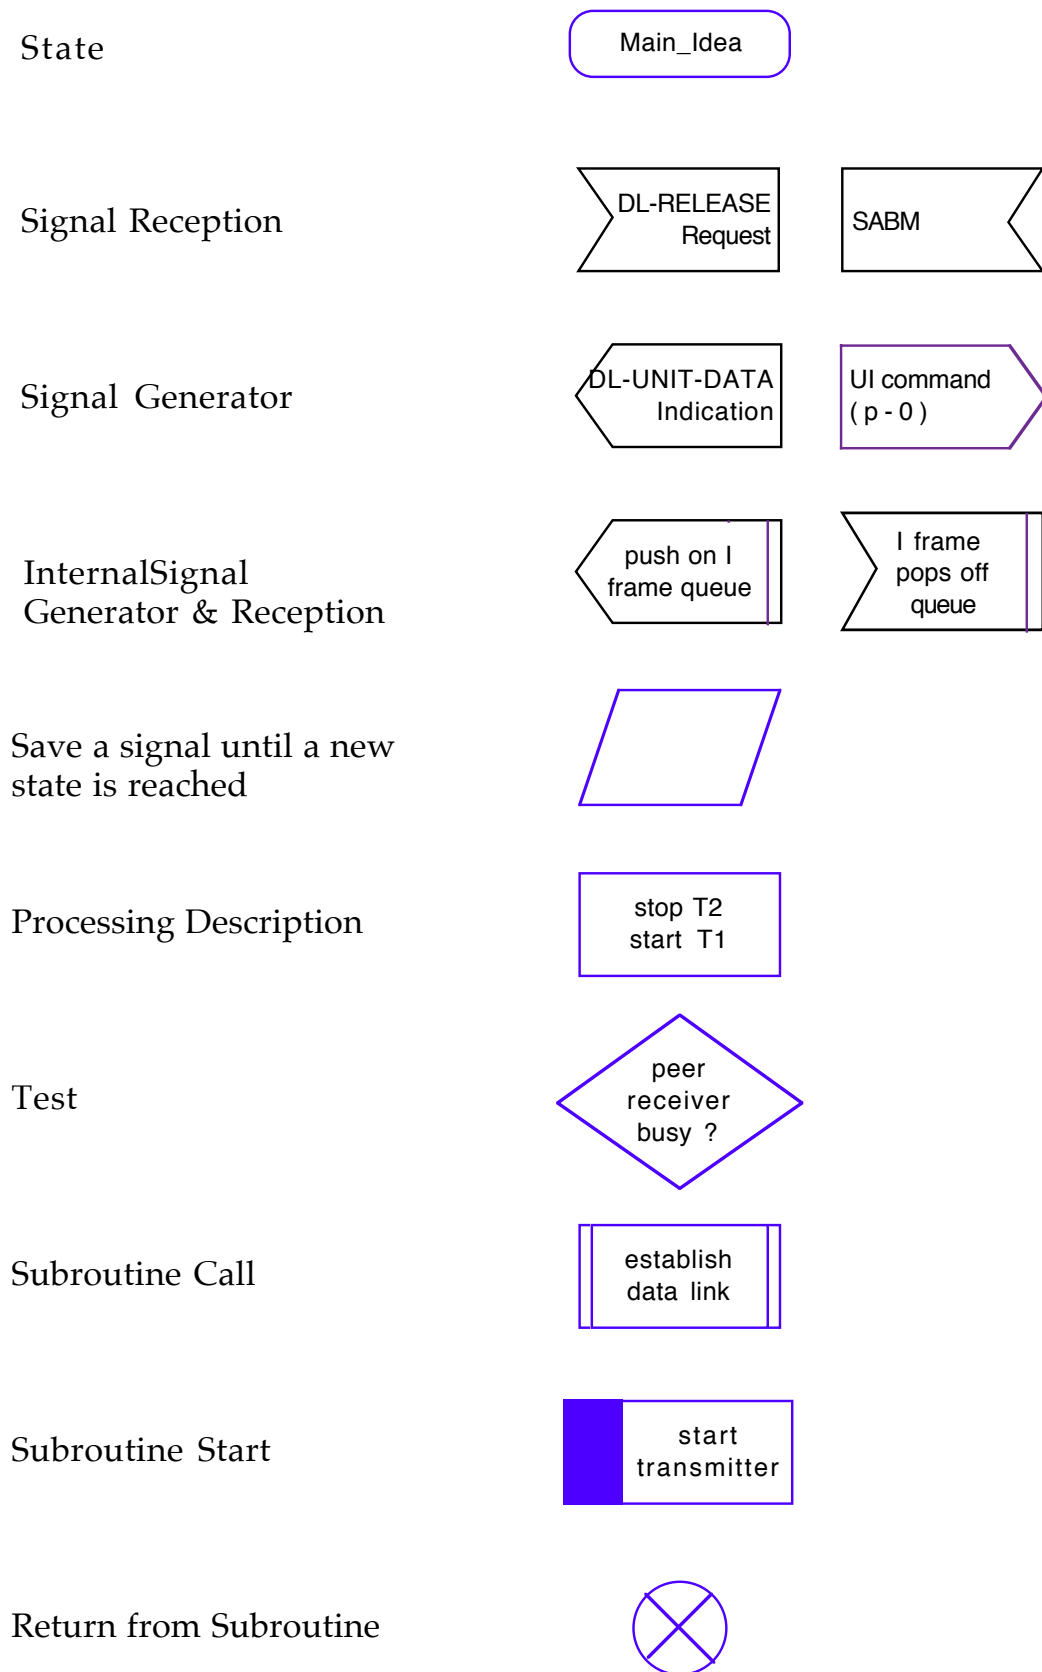 State
Main_Idea
Signal Reception
DL-RELEASE
Request
SABM
Signal Generator
DL-UNIT-DATA
Indication
UI command
( p - 0 )
InternalSignal
Generator & Reception
push on I
frame queue
I frame
pops off
queue
Save a signal until a new
state is reached
Processing Description
stop T2
start T1
Test
peer
receiver
busy ?
Subroutine Call
establish
data link
Subroutine Start
start
transmitter
Return from Subroutine